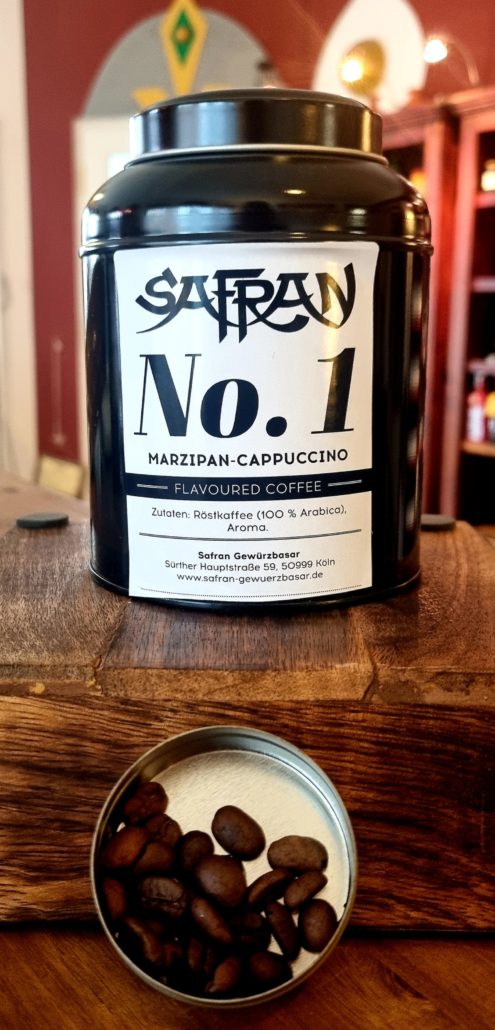 SAFRAN
No. 1
MARZIPAN-CAPPUCCINO
FLAVOURED COFFEE
Zutaten: Röstkaffee (100 % Arabica),
Aroma.
Safran Gewürzbasar
Sürther Hauptstraße 59, 50999 Köln
www.safran-gewuerzbasar.de